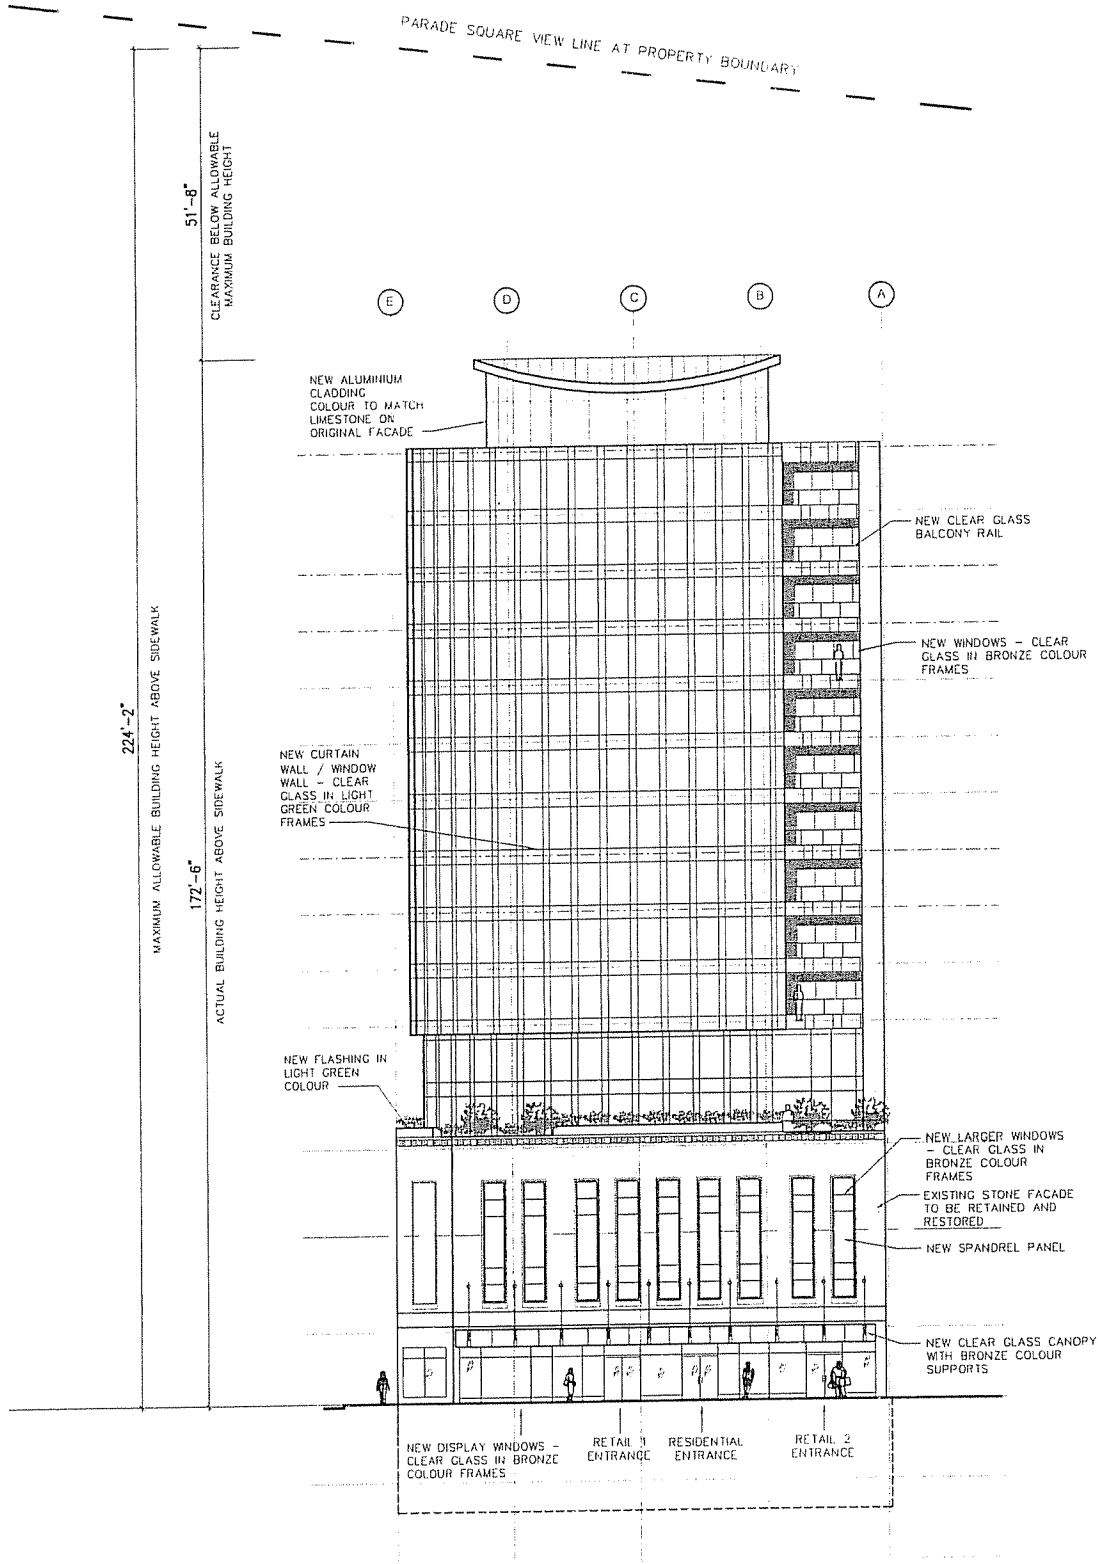 PARADE SQUARE VIEW LINE AT PROPERTY BOUNDARY
51'-8"
CLEARANCE BELOW ALLOWABLE
MAXIMUM BUILDING HEIGHT
224'-2"
MAXIMUM ALLOWABLE BUILDING HEIGHT ABOVE SIDEWALK
172'-6"
ACTUAL BUILDING HEIGHT ABOVE SIDEWALK
E
D
C
B
A
NEW ALUMINIUM
CLADDING
COLOUR TO MATCH
LIMESTONE ON
ORIGINAL FACADE
NEW CLEAR GLASS
BALCONY RAIL
NEW WINDOWS – CLEAR
GLASS IN BRONZE COLOUR
FRAMES
NEW CURTAIN
WALL / WINDOW
WALL – CLEAR
GLASS IN LIGHT
GREEN COLOUR
FRAMES
NEW FLASHING IN
LIGHT GREEN
COLOUR
NEW LARGER WINDOWS
– CLEAR GLASS IN
BRONZE COLOUR
FRAMES
EXISTING STONE FACADE
TO BE RETAINED AND
RESTORED
NEW SPANDREL PANEL
NEW CLEAR GLASS CANOPY
WITH BRONZE COLOUR
SUPPORTS
NEW DISPLAY WINDOWS –
CLEAR GLASS IN BRONZE
COLOUR FRAMES
RETAIL 1
ENTRANCE
RESIDENTIAL
ENTRANCE
RETAIL 2
ENTRANCE